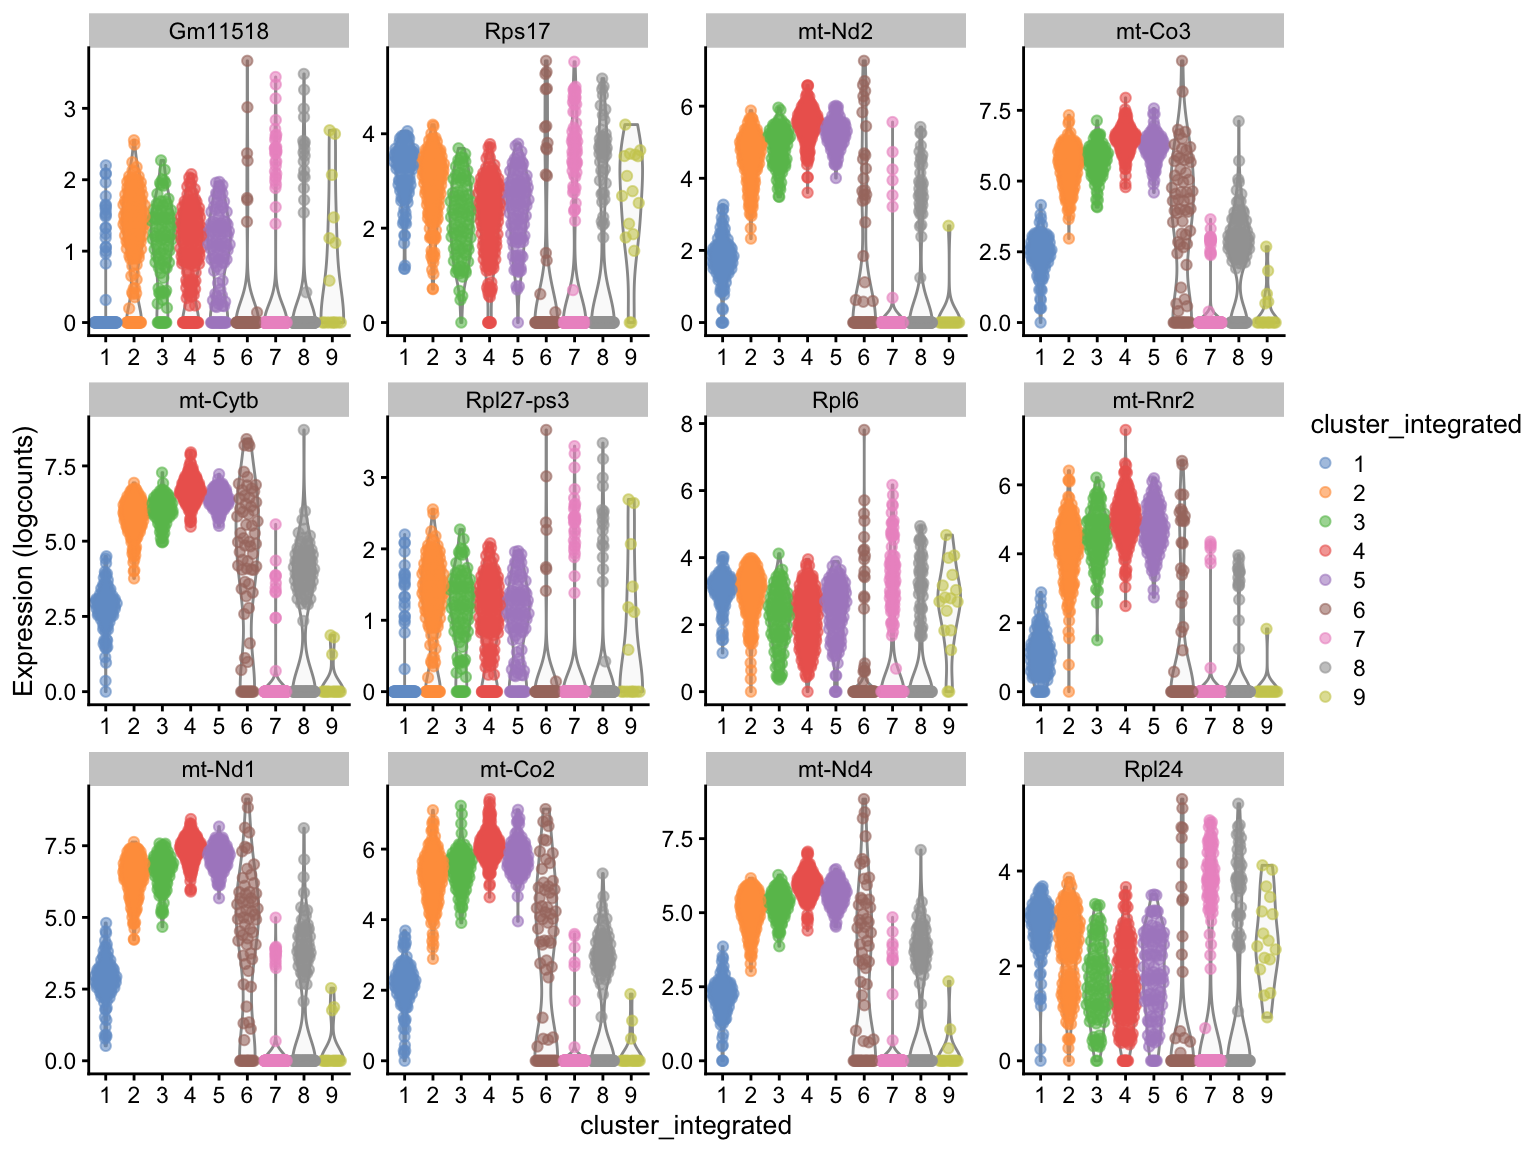 Gm11518 Rps17 mt-Nd2 mt-Co3
3 2 1 0
4 2 0
6 4 2 0
7.5 5.0 2.5 0.0
1 2 3 4 5 6 7 8 9 1 2 3 4 5 6 7 8 9 1 2 3 4 5 6 7 8 9 1 2 3 4 5 6 7 8 9
mt-Cytb Rpl27-ps3 Rpl6 mt-Rnr2
7.5 5.0 2.5 0.0
3 2 1 0
8 6 4 2 0
6 4 2 0
1 2 3 4 5 6 7 8 9 1 2 3 4 5 6 7 8 9 1 2 3 4 5 6 7 8 9 1 2 3 4 5 6 7 8 9
mt-Nd1 mt-Co2 mt-Nd4 Rpl24
7.5 5.0 2.5 0.0
6 4 2 0
7.5 5.0 2.5 0.0
4 2 0
1 2 3 4 5 6 7 8 9 1 2 3 4 5 6 7 8 9 1 2 3 4 5 6 7 8 9 1 2 3 4 5 6 7 8 9
Expression (logcounts)
cluster_integrated
cluster_integrated
1
2
3
4
5
6
7
8
9